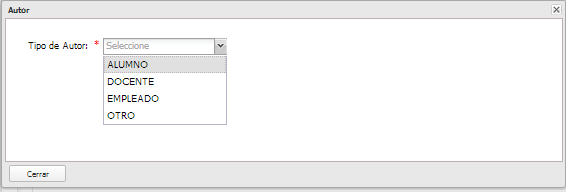 Autor
Tipo de Autor: * Seleccione
ALUMNO
DOCENTE
EMPLEADO
OTRO
Cerrar